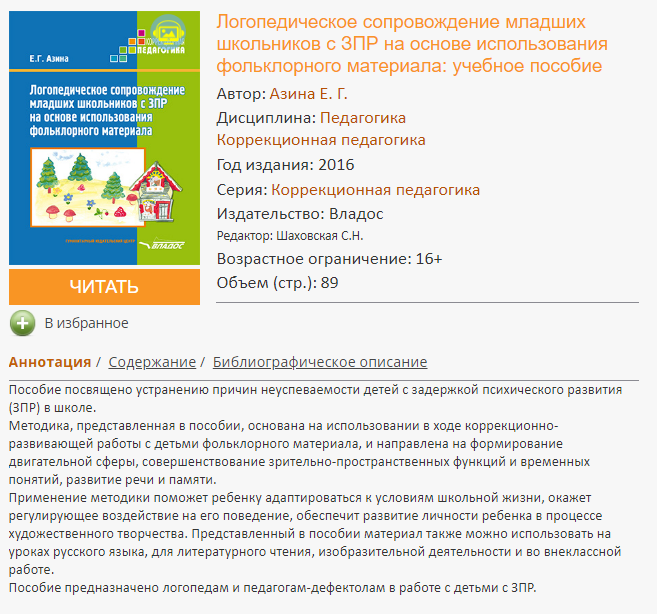 Логопедическое сопровождение младших
школьников с ЗПР на основе использования
фольклорного материала: учебное пособие
ПЕДАГОГИКА
Е.Г. Азина
Логопедическое сопровождение
младших школьников с ЗПР
на основе использования
фольклорного материала
ВЛАДОС
Автор: Азина Е. Г.
Дисциплина: Педагогика
Коррекционная педагогика
Год издания: 2016
Серия: Коррекционная педагогика
Издательство: Владос
Редактор: Шаховская С.Н.
Возрастное ограничение: 16+
Объем (стр.): 89
ЧИТАТЬ
В избранное
Аннотация / Содержание / Библиографическое описание
Пособие посвящено устранению причин неуспеваемости детей с задержкой психического развития
(ЗПР) в школе.
Методика, представленная в пособии, основана на использовании в ходе коррекционно-
развивающей работы с детьми фольклорного материала, и направлена на формирование
двигательной сферы, совершенствование зрительно-пространственных функций и временных
понятий, развитие речи и памяти.
Применение методики поможет ребенку адаптироваться к условиям школьной жизни, окажет
регулирующее воздействие на его поведение, обеспечит развитие личности ребенка в процессе
художественного творчества. Представленный в пособии материал также можно использовать на
уроках русского языка, для литературного чтения, изобразительной деятельности и во внеклассной
работе.
Пособие предназначено логопедам и педагогам-дефектологам в работе с детьми с ЗПР.